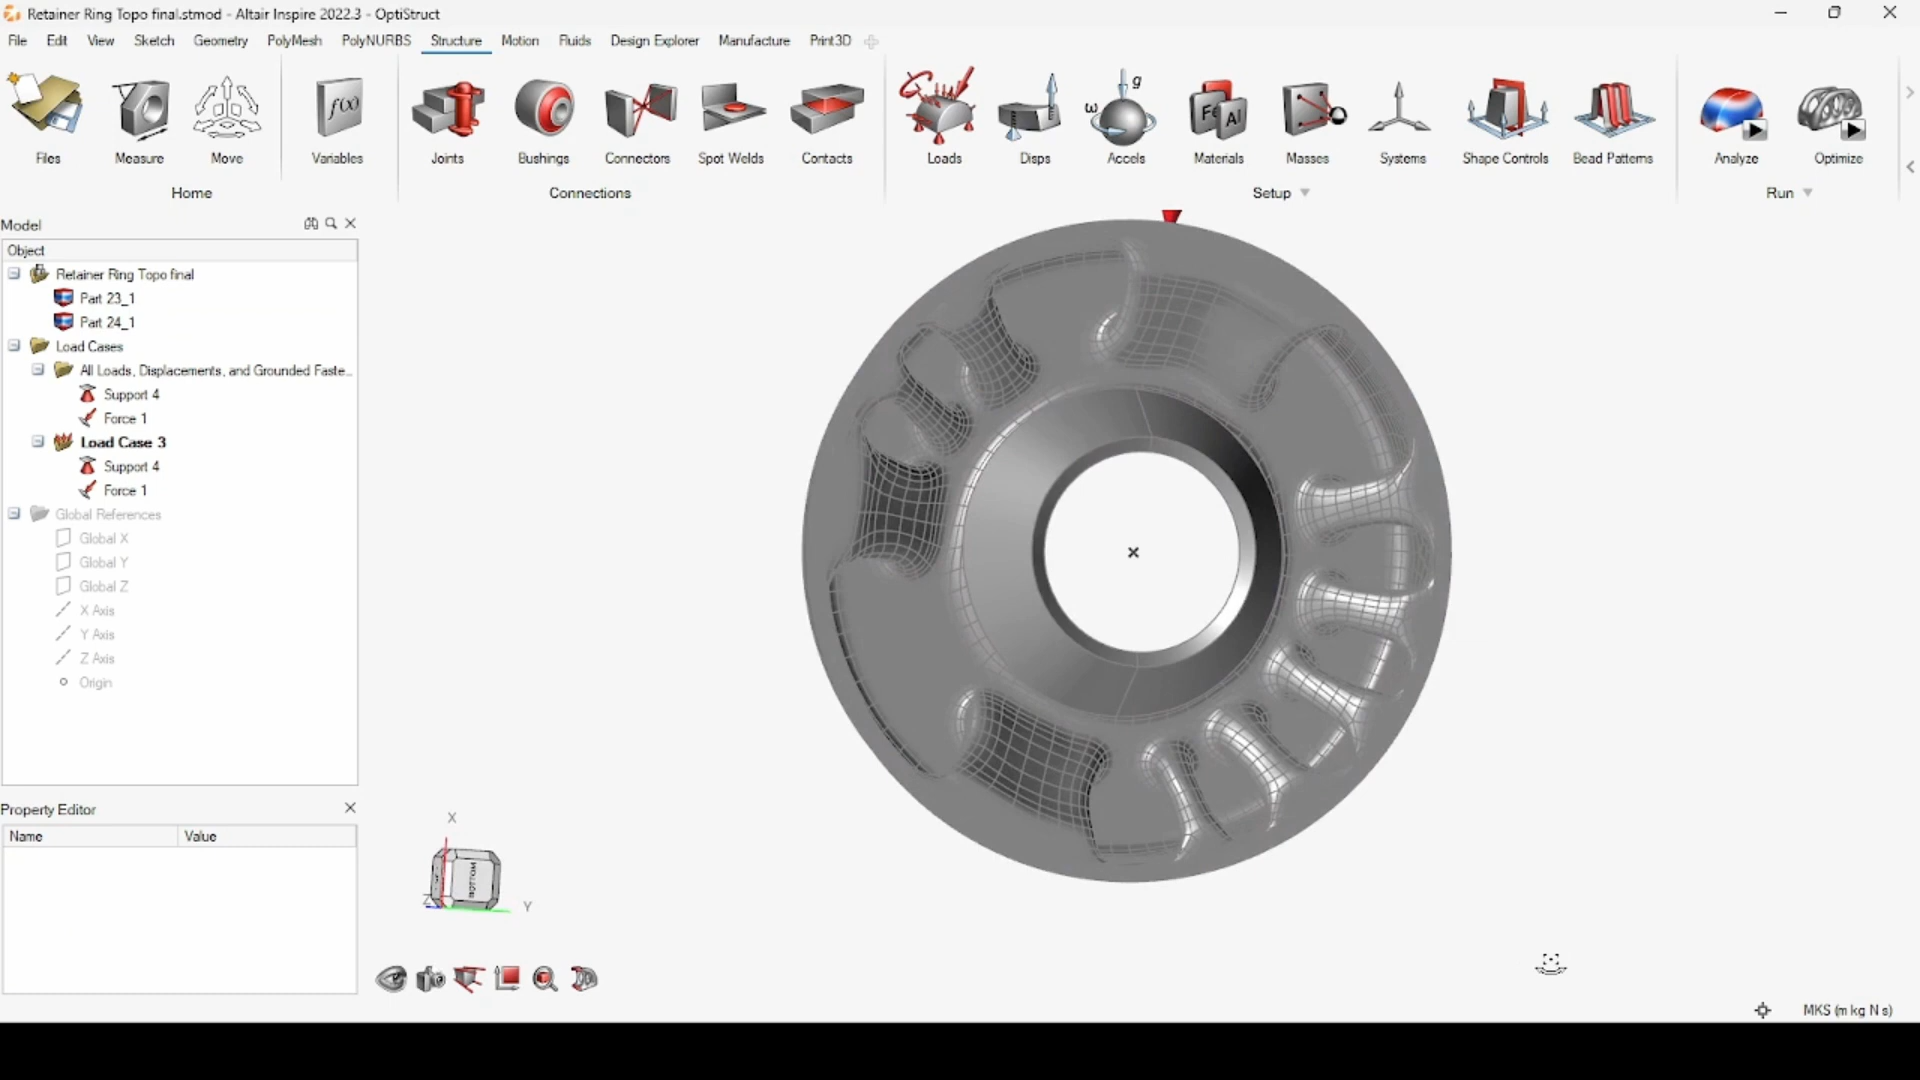 Retainer Ring Topo final.stmod - Altair Inspire 2022.3 - OptiStruct
File Edit View Sketch Geometry PolyMesh PolyNURBS Structure Motion Fluids Design Explorer Manufacture Print3D
f(x)
Fe Al
g
ω
Files Measure Move Variables Joints Bushings Connectors Spot Welds Contacts Loads Disps Accels Materials Masses Systems Shape Controls Bead Patterns Analyze Optimize
Home Connections Setup Run
Model
Object
Retainer Ring Topo final
Part 23_1
Part 24_1
Load Cases
All Loads, Displacements, and Grounded Faste...
Support 4
Force 1
Load Case 3
Support 4
Force 1
Global References
Global X
Global Y
Global Z
X Axis
Y Axis
Z Axis
Origin
Property Editor
Name Value
X
BOTTOM
Z
Y
MKS (m kg N s)